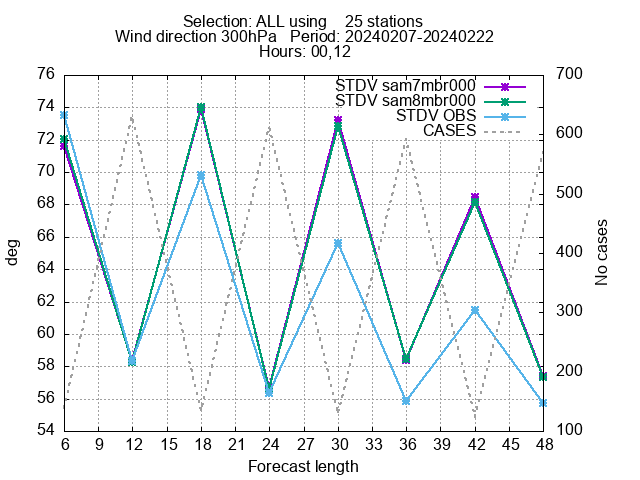 Selection: ALL using 25 stations
Wind direction 300hPa Period: 20240207-20240222
Hours: 00,12
STDV sam7mbr000
STDV sam8mbr000
STDV OBS
CASES
76
74
72
70
68
66
64
62
60
58
56
54
deg
700
600
500
400
300
200
100
No cases
6 9 12 15 18 21 24 27 30 33 36 39 42 45 48
Forecast length